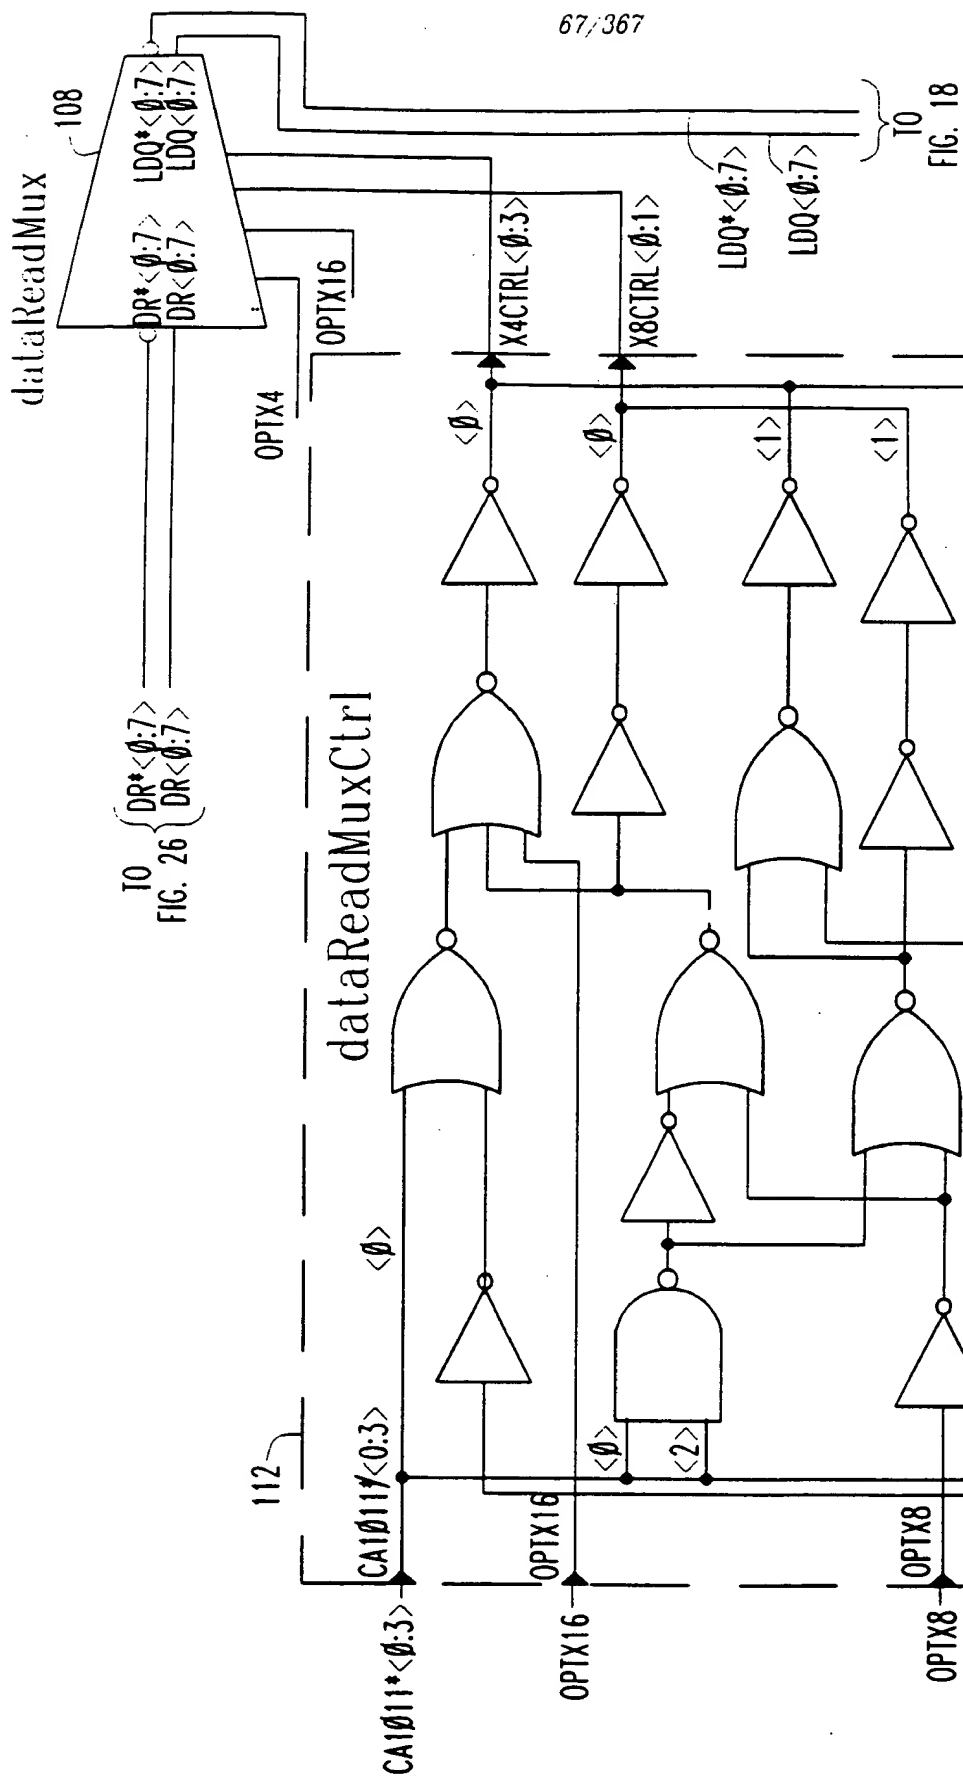 67/367
dataReadMux
108
DR*<Ø:7>
DR<Ø:7>
LDQ*<Ø:7>
LDQ<Ø:7>
TO
FIG. 26
DR*<Ø:7>
DR<Ø:7>
OPTX4
OPTX16
LDQ*<Ø:7>
LDQ<Ø:7>
TO
FIG. 18
112
dataReadMuxCtrl
CA1Ø11*<Ø:3>
CA1Ø11*<0:3>
<Ø>
<Ø>
X4CTRL<Ø:3>
OPTX16
OPTX16
<Ø>
<2>
<Ø>
X8CTRL<Ø:1>
<1>
OPTX8
OPTX8
<1>